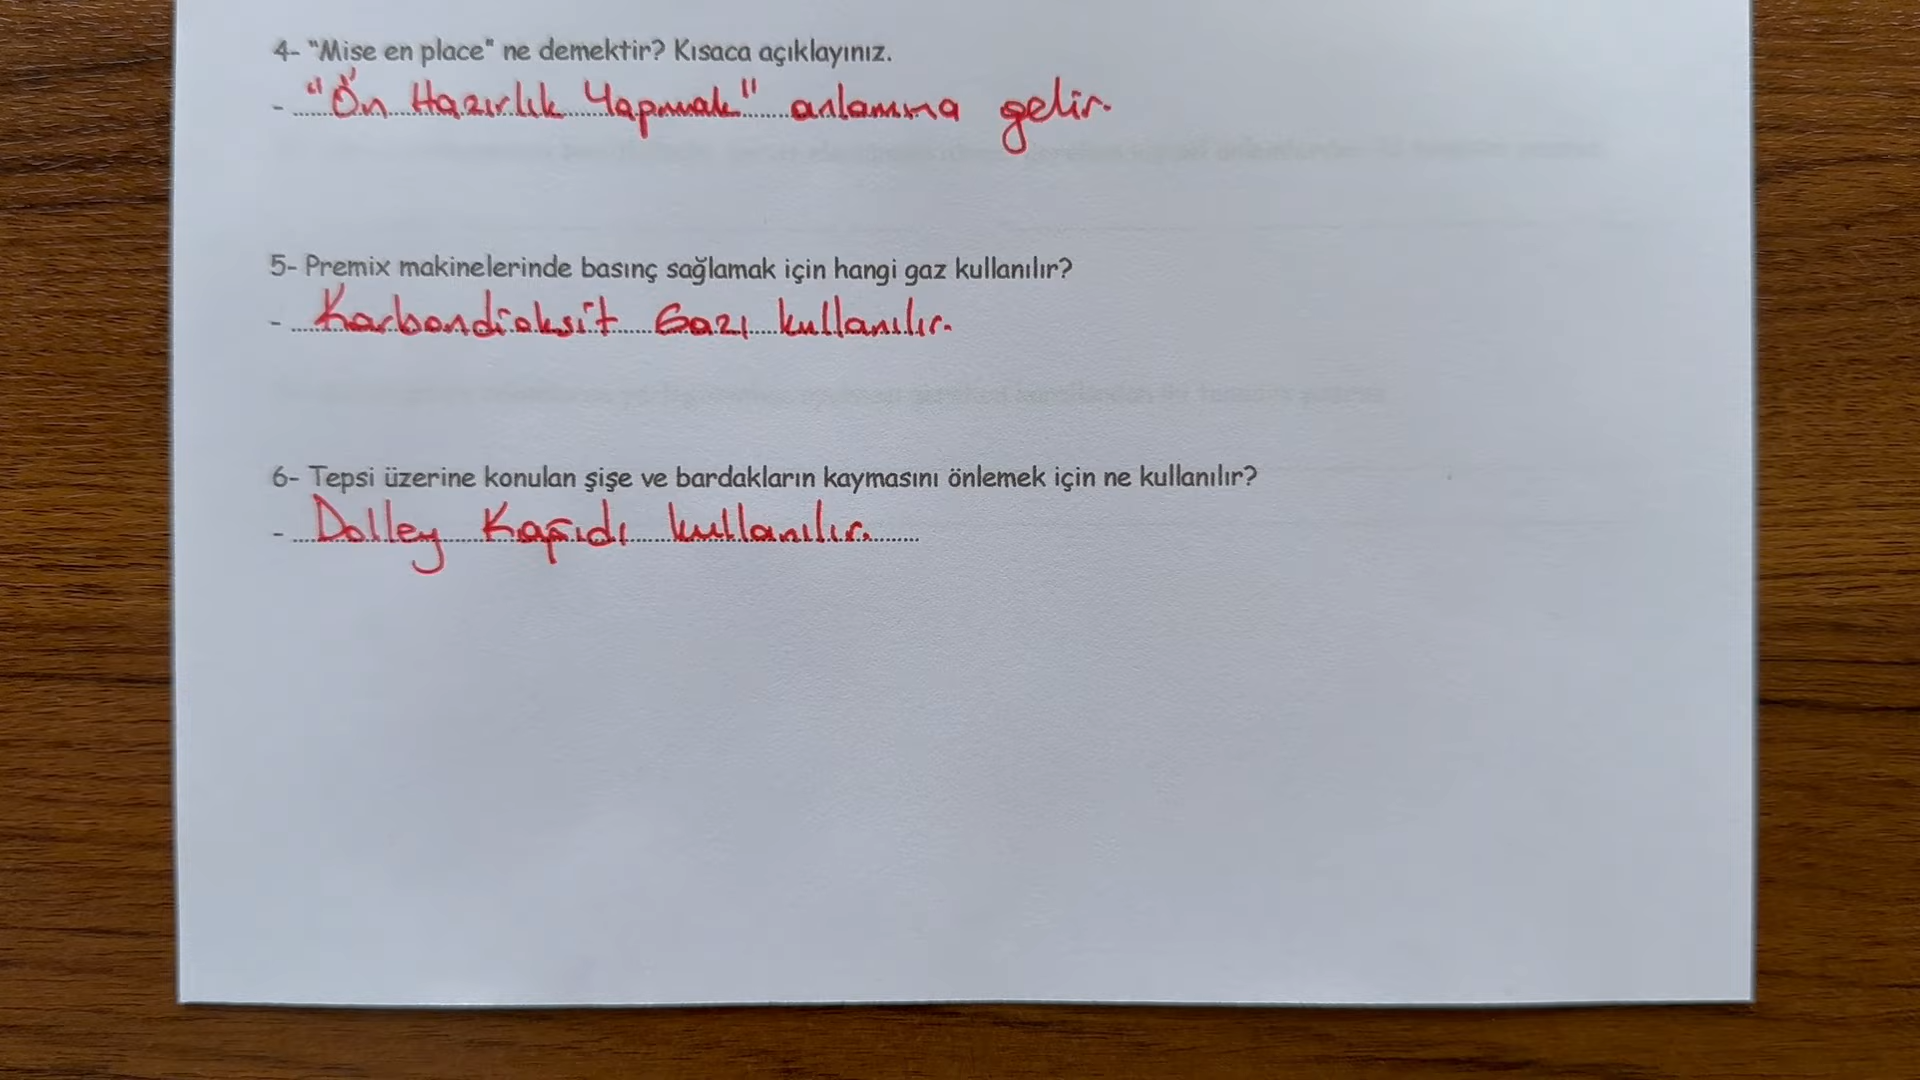 4- "Mise en place" ne demektir? Kısaca açıklayınız.
- "Ön Hazırlık Yapmak" anlamına gelir.
5- Premix makinelerinde basınç sağlamak için hangi gaz kullanılır?
- Karbondioksit Gazı kullanılır.
6- Tepsi üzerine konulan şişe ve bardakların kaymasını önlemek için ne kullanılır?
- Dolley Kağıdı kullanılır.